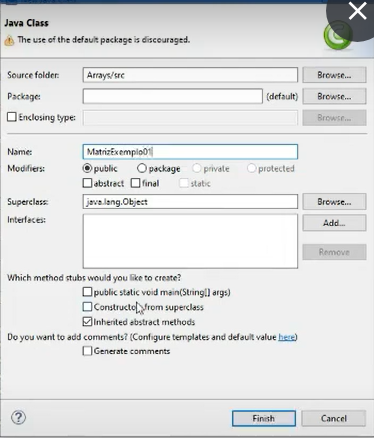 Java Class
The use of the default package is discouraged.
Source folder: Arrays/src Browse...
Package: (default) Browse...
Enclosing type: Browse...
Name: MatrizExemplo01
Modifiers: public package private protected
abstract final static
Superclass: java.lang.Object Browse...
Interfaces: Add...
Remove
Which method stubs would you like to create?
public static void main(String[] args)
Constructors from superclass
Inherited abstract methods
Do you want to add comments? (Configure templates and default value here)
Generate comments
Finish Cancel